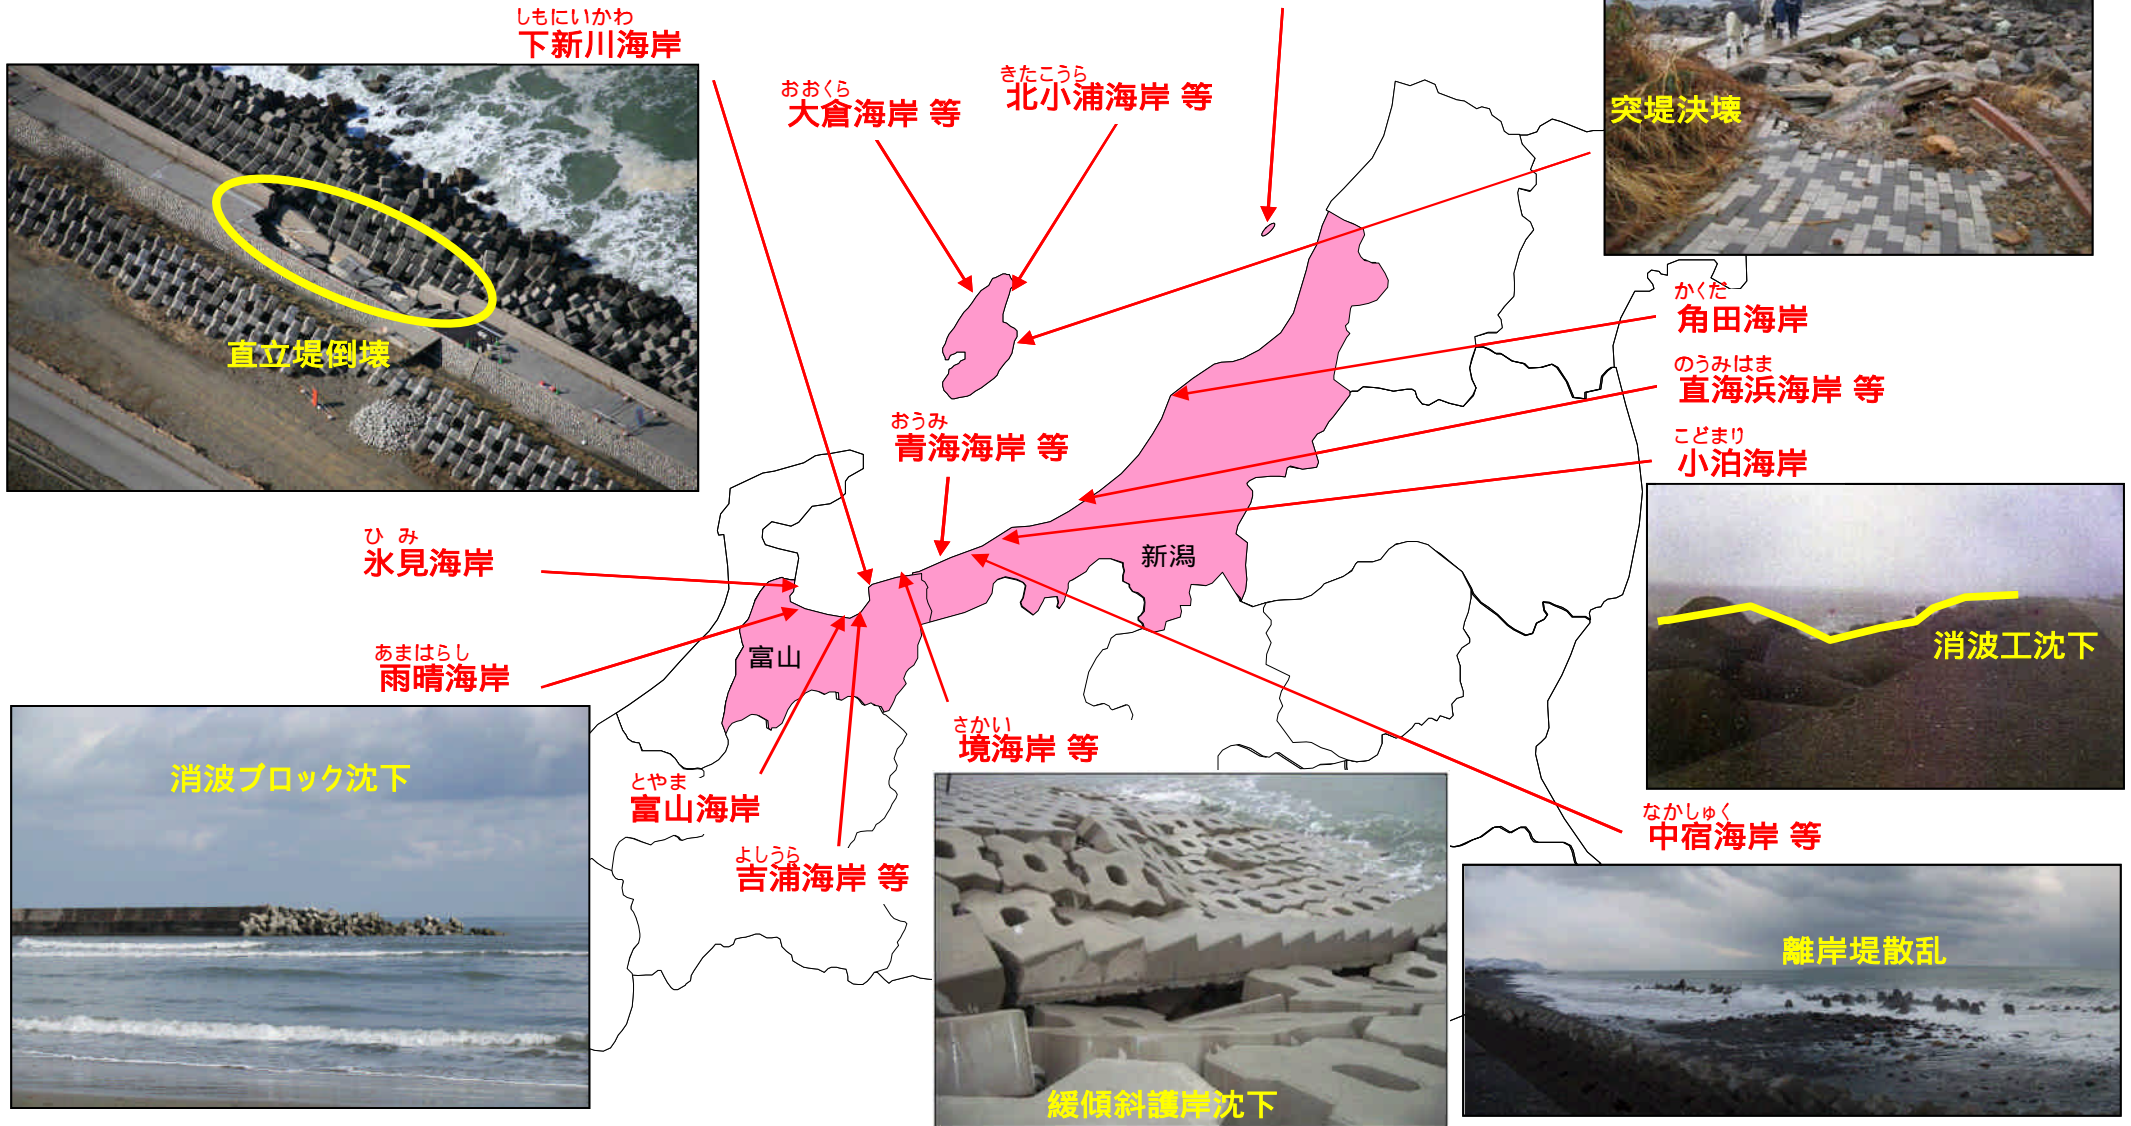 しもにいかわ
下新川海岸
おおくら
大倉海岸 等
きたこうら
北小浦海岸 等
突堤決壊
直立堤倒壊
かくだ
角田海岸
のうみはま
直海浜海岸 等
こどまり
小泊海岸
おうみ
青海海岸 等
ひ み
氷見海岸
新潟
富山
あまはらし
雨晴海岸
消波工沈下
さかい
境海岸 等
とやま
富山海岸
よしうら
吉浦海岸 等
なかしゅく
中宿海岸 等
消波ブロック沈下
離岸堤散乱
緩傾斜護岸沈下